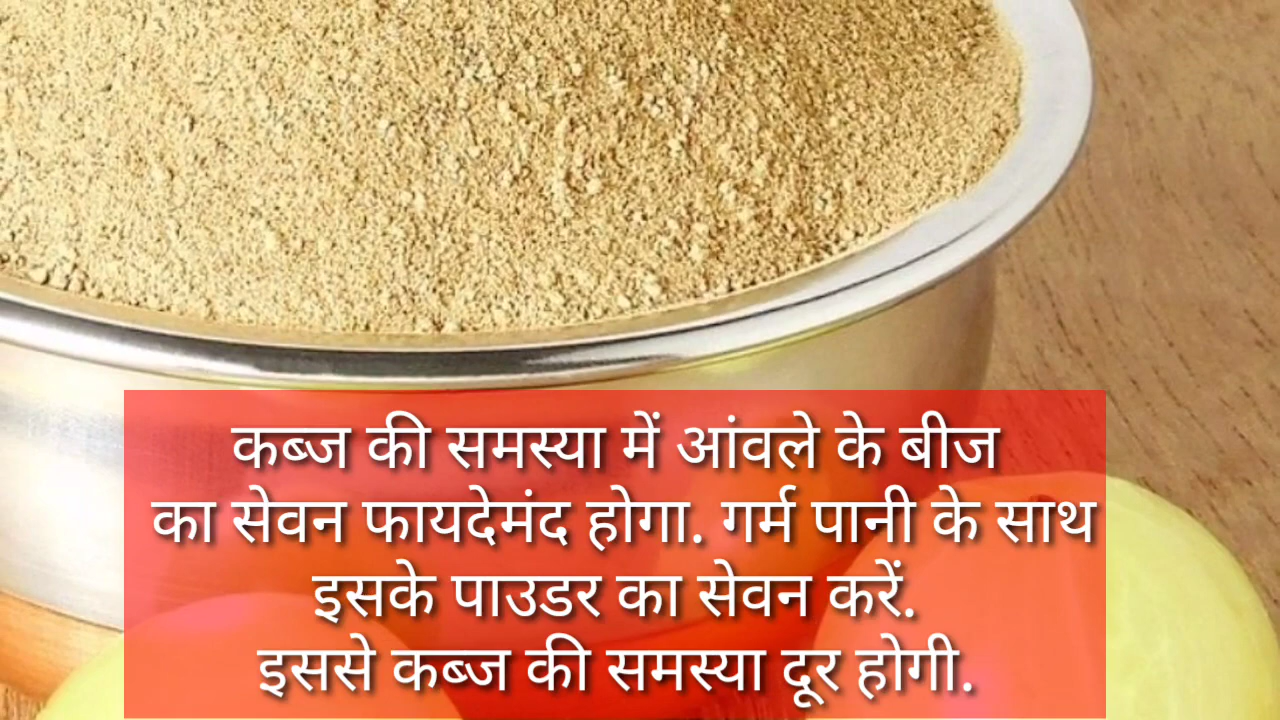 कब्ज की समस्या में आंवले के बीज
का सेवन फायदेमंद होगा. गर्म पानी के साथ
इसके पाउडर का सेवन करें.
इससे कब्ज की समस्या दूर होगी.